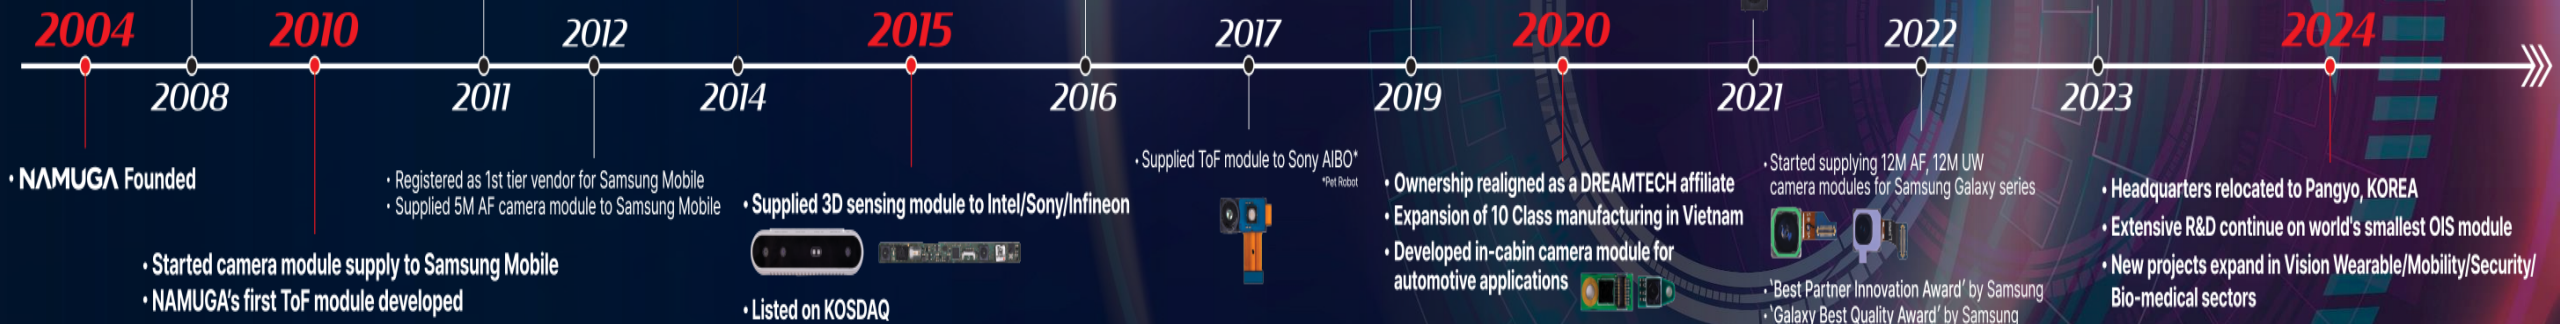 2004
2010
2012
2015
2017
2020
2022
2024
2008
2011
2014
2016
2019
2021
2023
• NAMUGA Founded
• Started camera module supply to Samsung Mobile
• NAMUGA's first ToF module developed
• Registered as 1st tier vendor for Samsung Mobile
• Supplied 5M AF camera module to Samsung Mobile
• Supplied 3D sensing module to Intel/Sony/Infineon
• Listed on KOSDAQ
• Supplied ToF module to Sony AIBO*
*Pet Robot
• Ownership realigned as a DREAMTECH affiliate
• Expansion of 10 Class manufacturing in Vietnam
• Developed in-cabin camera module for
automotive applications
• Started supplying 12M AF, 12M UW
camera modules for Samsung Galaxy series
• 'Best Partner Innovation Award' by Samsung
• 'Galaxy Best Quality Award' by Samsung
• Headquarters relocated to Pangyo, KOREA
• Extensive R&D continue on world's smallest OIS module
• New projects expand in Vision Wearable/Mobility/Security/
Bio-medical sectors